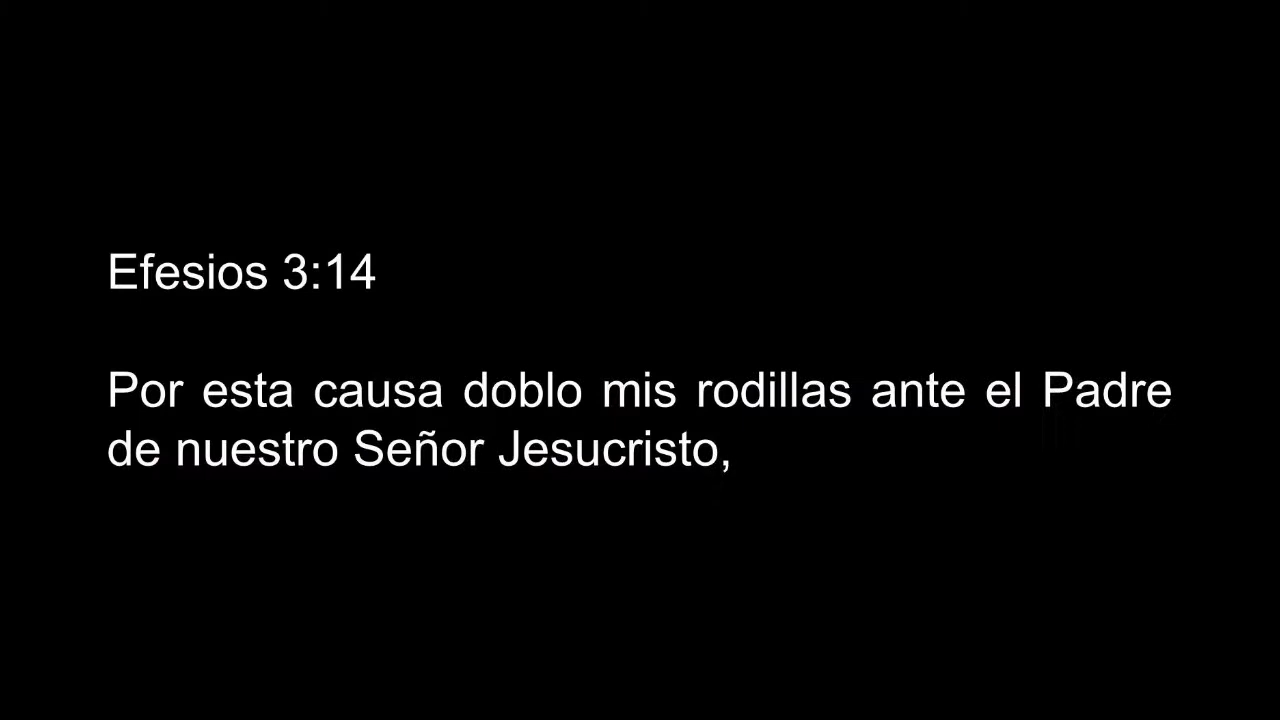 Efesios 3:14
Por esta causa doblo mis rodillas ante el Padre
de nuestro Señor Jesucristo,